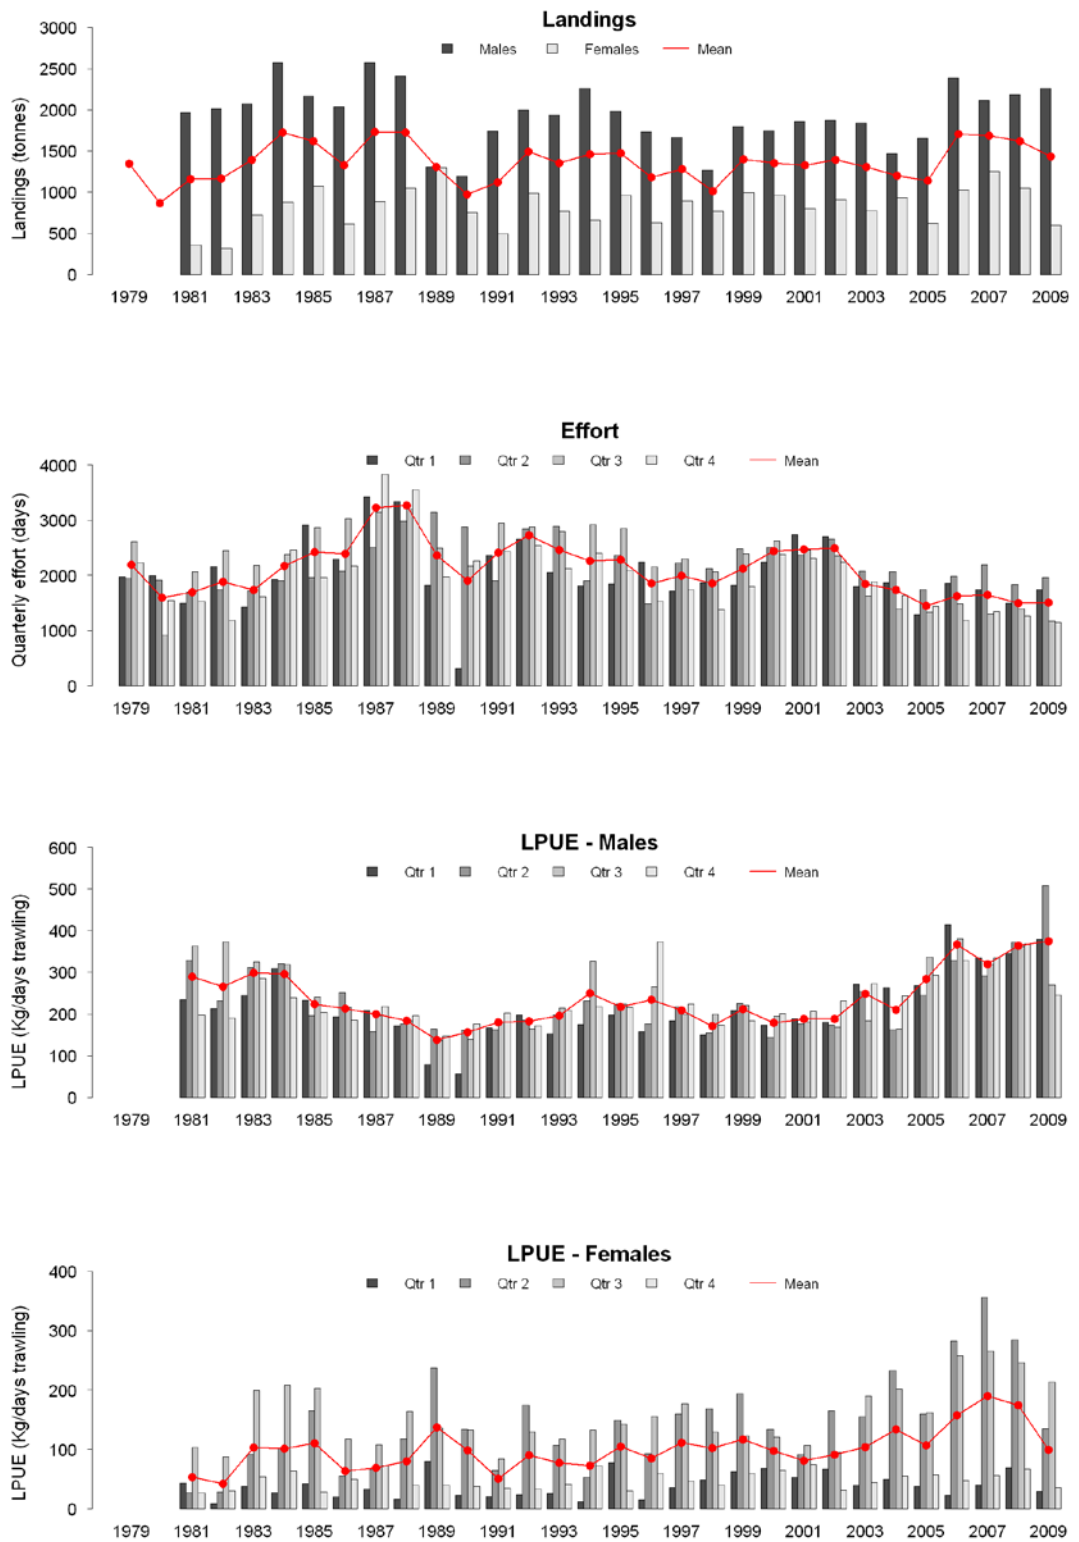 Landings
Males Females Mean
Landings (tonnes)
3000
2500
2000
1500
1000
500
0
1979 1981 1983 1985 1987 1989 1991 1993 1995 1997 1999 2001 2003 2005 2007 2009
Effort
Qtr 1 Qtr 2 Qtr 3 Qtr 4 Mean
Quarterly effort (days)
4000
3000
2000
1000
0
1979 1981 1983 1985 1987 1989 1991 1993 1995 1997 1999 2001 2003 2005 2007 2009
LPUE - Males
Qtr 1 Qtr 2 Qtr 3 Qtr 4 Mean
LPUE (Kg/days trawling)
600
500
400
300
200
100
0
1979 1981 1983 1985 1987 1989 1991 1993 1995 1997 1999 2001 2003 2005 2007 2009
LPUE - Females
Qtr 1 Qtr 2 Qtr 3 Qtr 4 Mean
LPUE (Kg/days trawling)
400
300
200
100
0
1979 1981 1983 1985 1987 1989 1991 1993 1995 1997 1999 2001 2003 2005 2007 2009